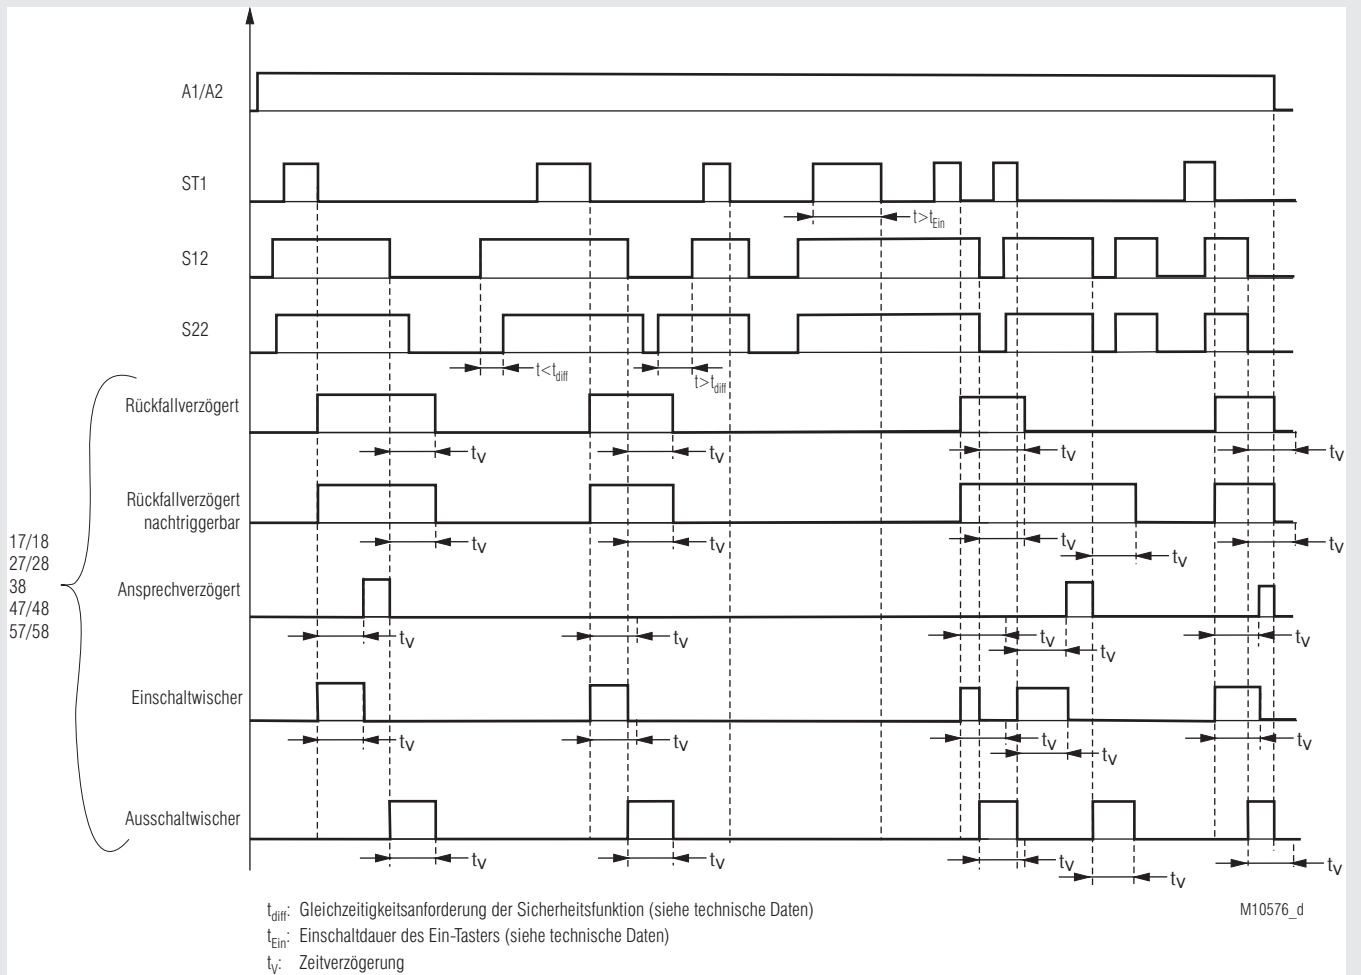 A1/A2
ST1
t>tEin
S12
S22
t<tdiff
t>tdiff
Rückfallverzögert
tV tV tV tV
Rückfallverzögert
nachtriggerbar
tV tV tV tV
tV
17/18
27/28
38
47/48
57/58
Ansprechverzögert
tV tV tV tV
tV
Einschaltwischer
tV tV tV tV
tV
Ausschaltwischer
tV tV tV tV
tV
tdiff: Gleichzeitigkeitsanforderung der Sicherheitsfunktion (siehe technische Daten)
M10576_d
tEin: Einschaltdauer des Ein-Tasters (siehe technische Daten)
tV: Zeitverzögerung